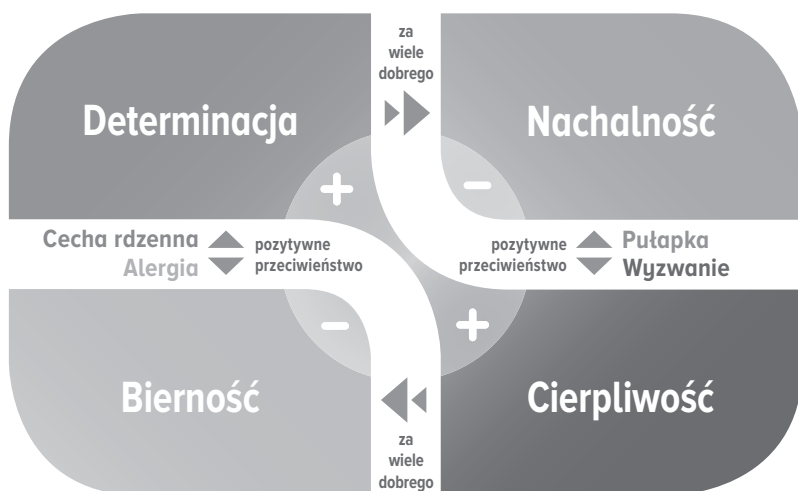 za
wiele
dobrego
Determinacja
Nachalność
Cecha rdzenna
Alergia
pozytywne
przeciwieństwo
pozytywne
przeciwieństwo
Pułapka
Wyzwanie
Bierność
Cierpliwość
za
wiele
dobrego